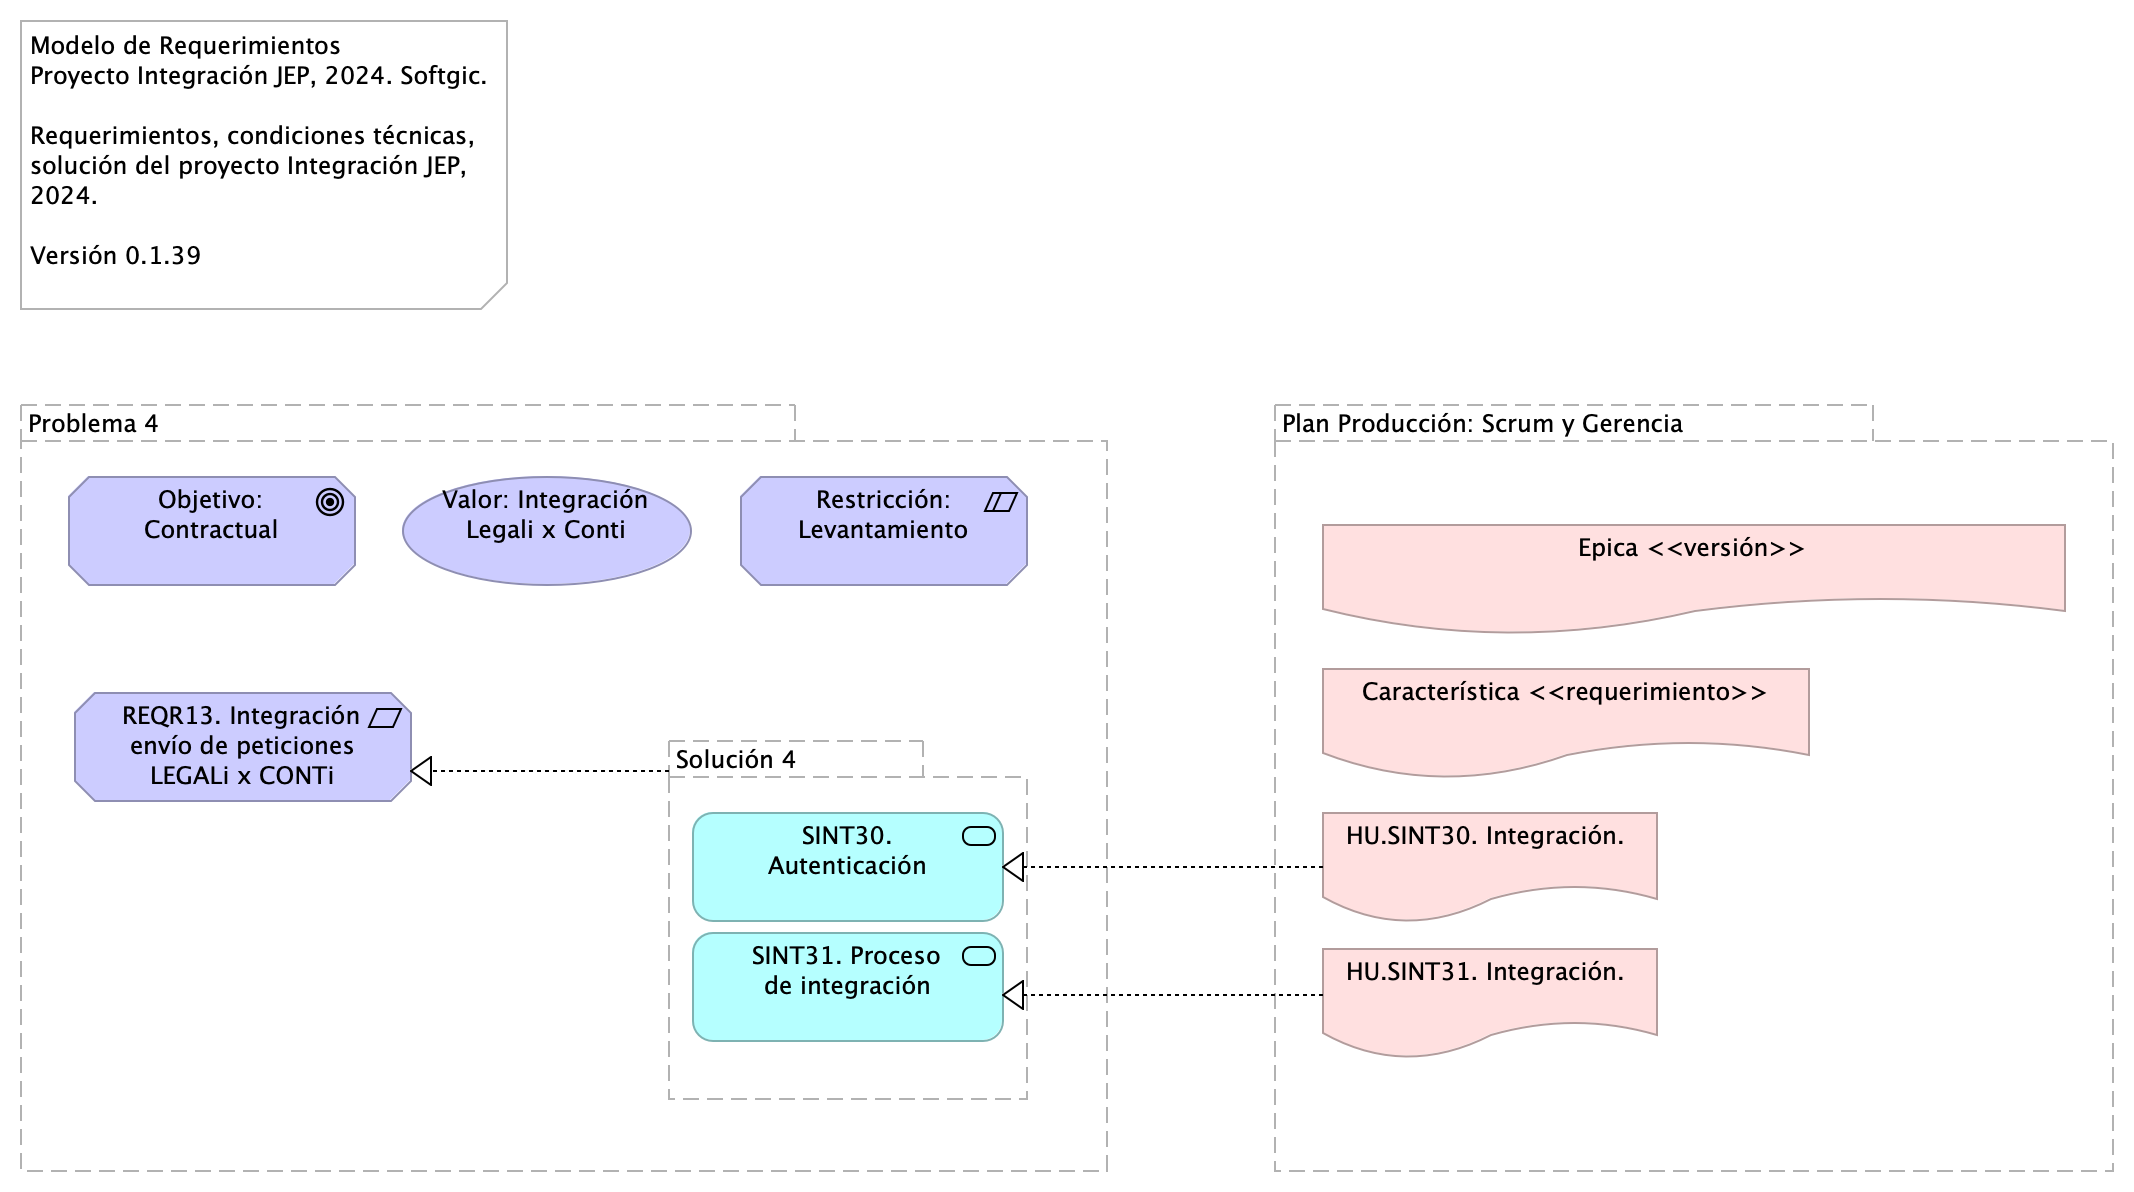 Modelo de Requerimientos
Proyecto Integración JEP, 2024. Softgic.
Requerimientos, condiciones técnicas,
solución del proyecto Integración JEP,
2024.
Versión 0.1.39
Problema 4
Objetivo:
Contractual
Valor: Integración
Legali x Conti
Restricción:
Levantamiento
REQR13. Integración
envío de peticiones
LEGALi x CONTi
Solución 4
SINT30.
Autenticación
SINT31. Proceso
de integración
Plan Producción: Scrum y Gerencia
Epica <<versión>>
Característica <<requerimiento>>
HU.SINT30. Integración.
HU.SINT31. Integración.